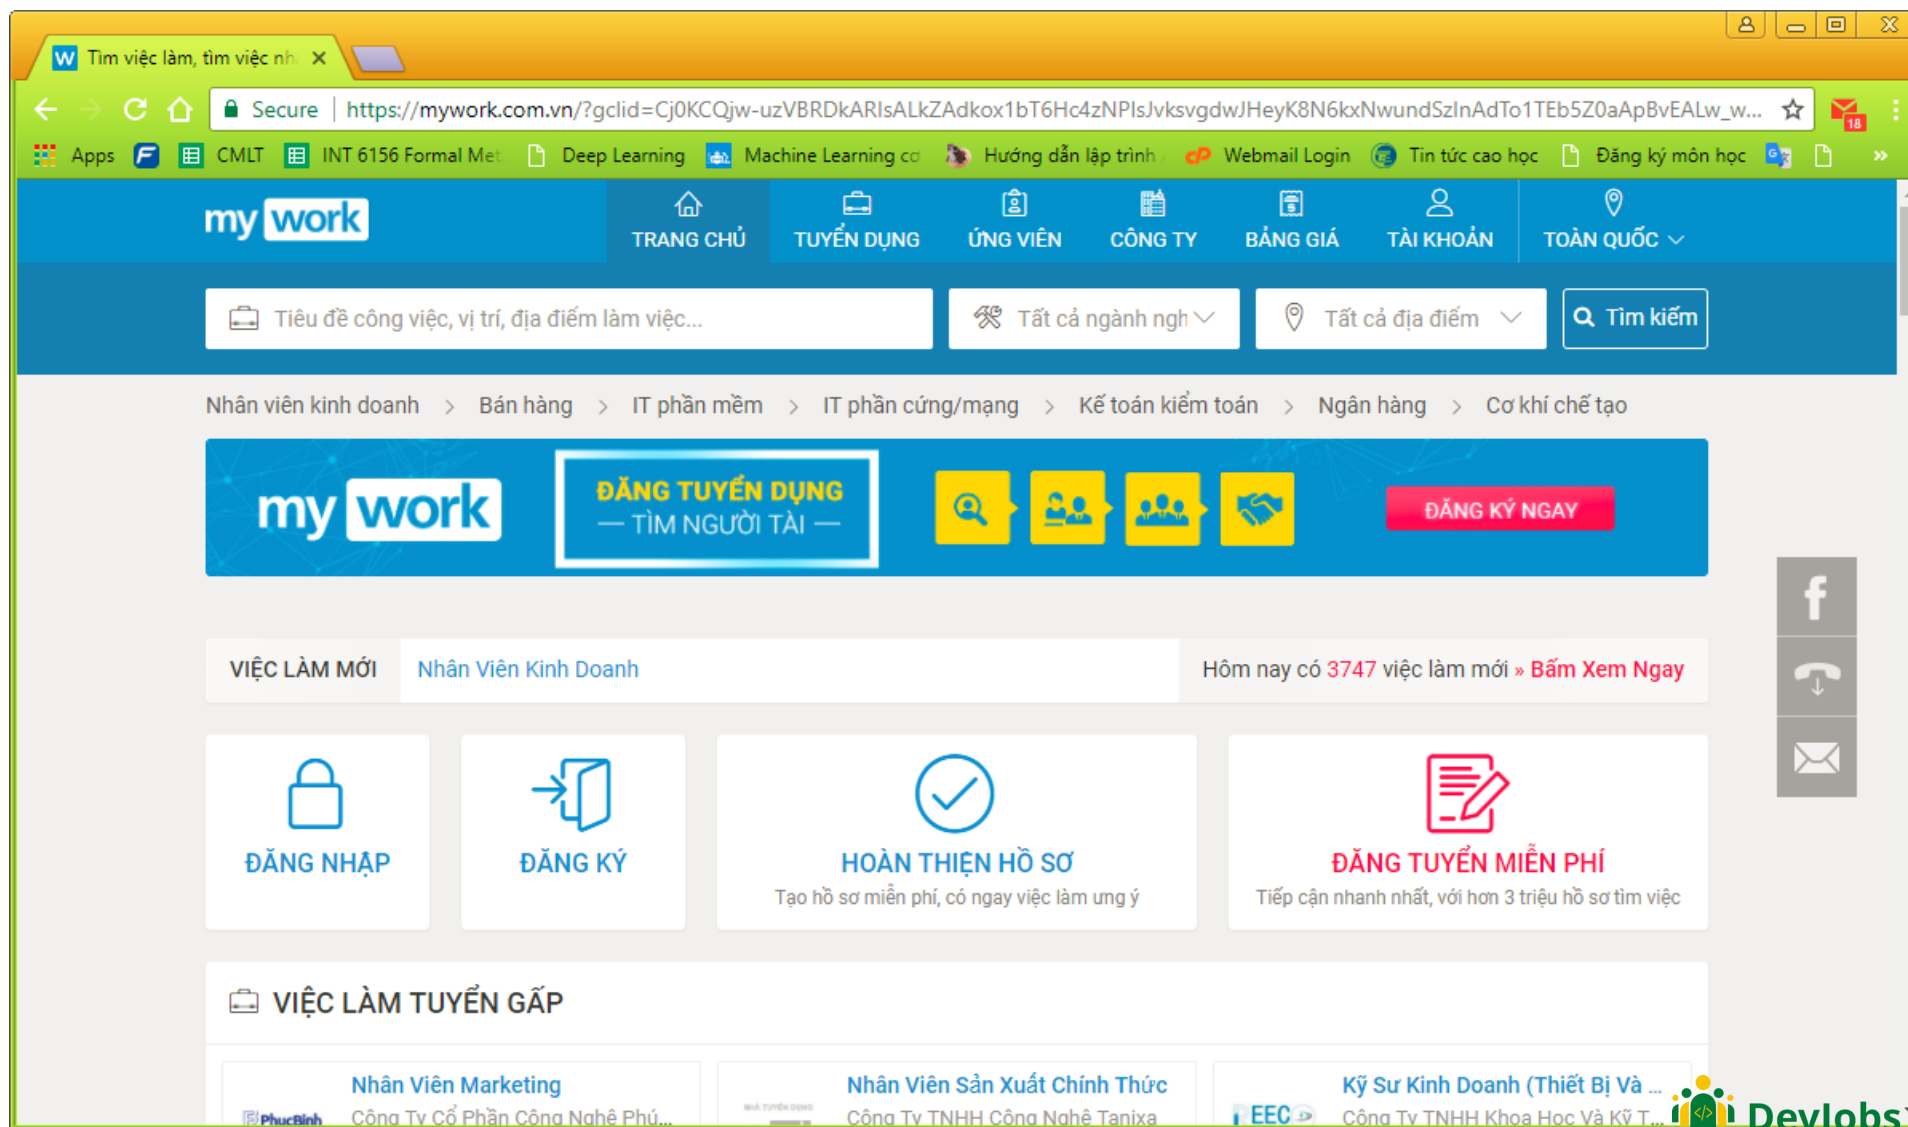 W Tìm việc làm, tìm việc nh
Secure https://mywork.com.vn/?gclid=Cj0KCQjw-uzVBRDkARIsALkZAdkox1bT6Hc4zNPIsJvksvgdwJHeyK8N6kxNwundSzInAdTo1TEb5Z0aApBvEALw_w... 18
Apps CMLT INT 6156 Formal Met Deep Learning Machine Learning cơ Hướng dẫn lập trình Webmail Login Tin tức cao học Đăng ký môn học »
my work TRANG CHỦ TUYỂN DỤNG ỨNG VIÊN CÔNG TY BẢNG GIÁ TÀI KHOẢN TOÀN QUỐC
Tiêu đề công việc, vị trí, địa điểm làm việc... Tất cả ngành ngh Tất cả địa điểm Tìm kiếm
Nhân viên kinh doanh > Bán hàng > IT phần mềm > IT phần cứng/mạng > Kế toán kiểm toán > Ngân hàng > Cơ khí chế tạo
my work ĐĂNG TUYỂN DỤNG
— TÌM NGƯỜI TÀI —
ĐĂNG KÝ NGAY
VIỆC LÀM MỚI Nhân Viên Kinh Doanh Hôm nay có 3747 việc làm mới » Bấm Xem Ngay
ĐĂNG NHẬP ĐĂNG KÝ HOÀN THIỆN HỒ SƠ ĐĂNG TUYỂN MIỄN PHÍ
Tạo hồ sơ miễn phí, có ngay việc làm ưng ý Tiếp cận nhanh nhất, với hơn 3 triệu hồ sơ tìm việc
VIỆC LÀM TUYỂN GẤP
Nhân Viên Marketing Nhân Viên Sản Xuất Chính Thức Kỹ Sư Kinh Doanh (Thiết Bị Và ...
PhucBinh Công Ty Cổ Phần Công Nghệ Phú... NHÀ TUYỂN DỤNG Công Ty TNHH Công Nghệ Tanixa EEC Công Ty TNHH Khoa Học Và Kỹ T...
DevJobs